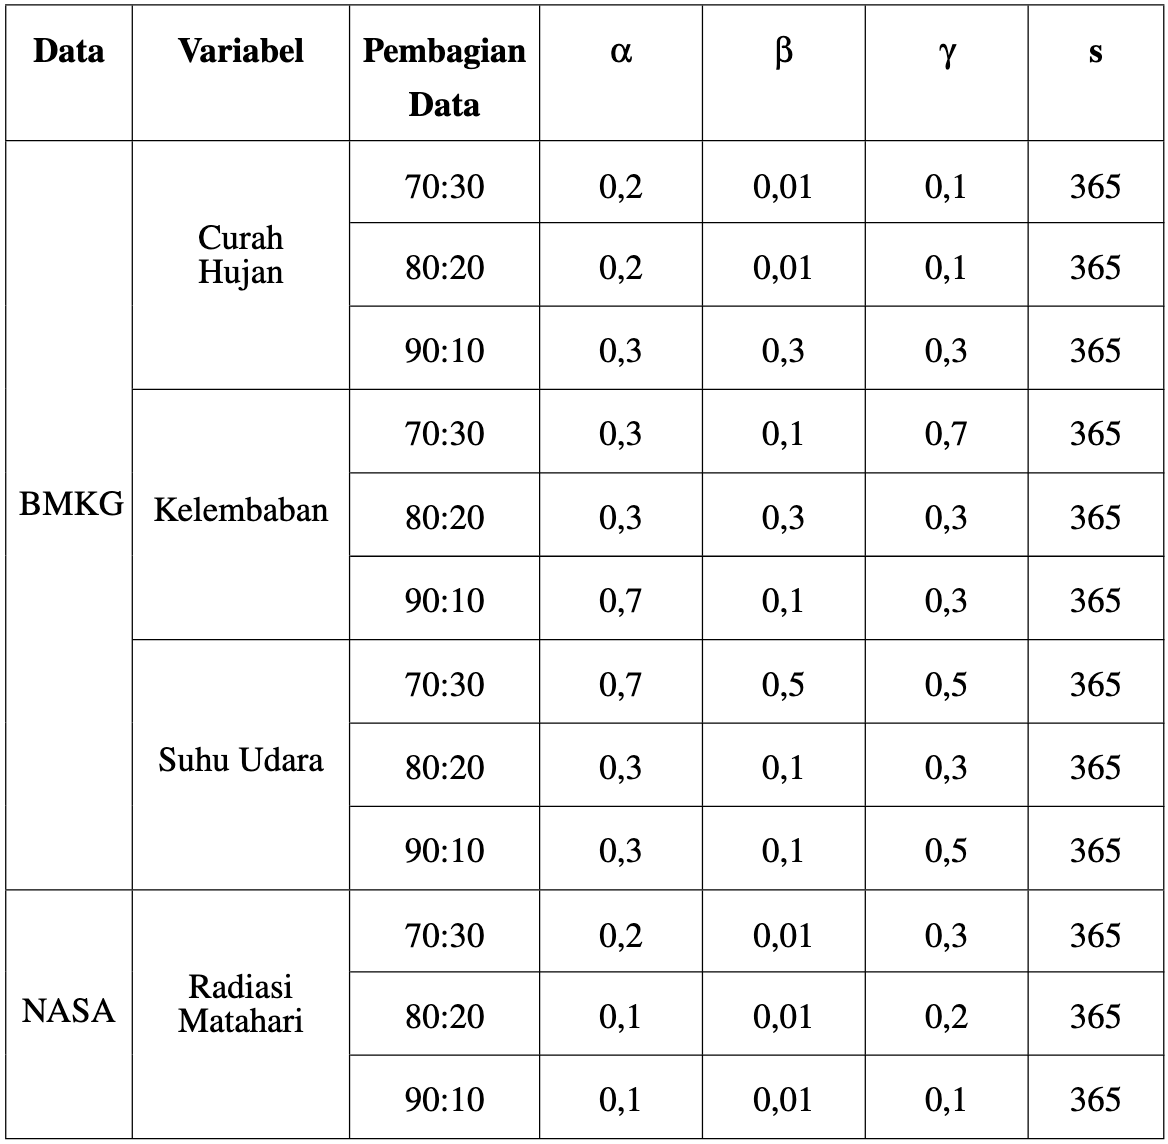 Data Variabel Pembagian Data α β γ s
BMKG Curah Hujan 70:30 0,2 0,01 0,1 365
80:20 0,2 0,01 0,1 365
90:10 0,3 0,3 0,3 365
Kelembaban 70:30 0,3 0,1 0,7 365
80:20 0,3 0,3 0,3 365
90:10 0,7 0,1 0,3 365
Suhu Udara 70:30 0,7 0,5 0,5 365
80:20 0,3 0,1 0,3 365
90:10 0,3 0,1 0,5 365
NASA Radiasi Matahari 70:30 0,2 0,01 0,3 365
80:20 0,1 0,01 0,2 365
90:10 0,1 0,01 0,1 365